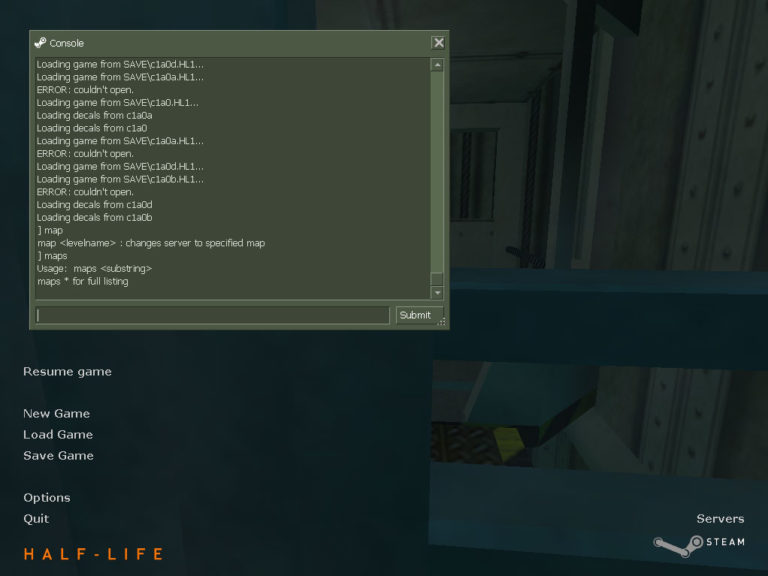 Console
Loading game from SAVE\c1a0d.HL1...
Loading game from SAVE\c1a0a.HL1...
ERROR: couldn't open.
Loading game from SAVE\c1a0.HL1...
Loading decals from c1a0a
Loading decals from c1a0
Loading game from SAVE\c1a0a.HL1...
ERROR: couldn't open.
Loading game from SAVE\c1a0d.HL1...
Loading game from SAVE\c1a0b.HL1...
ERROR: couldn't open.
Loading decals from c1a0d
Loading decals from c1a0b
] map
map <levelname> : changes server to specified map
] maps
Usage:  maps <substring>
maps * for full listing
Submit
Resume game
New Game
Load Game
Save Game
Options
Quit
Servers
HALF-LIFE
STEAM